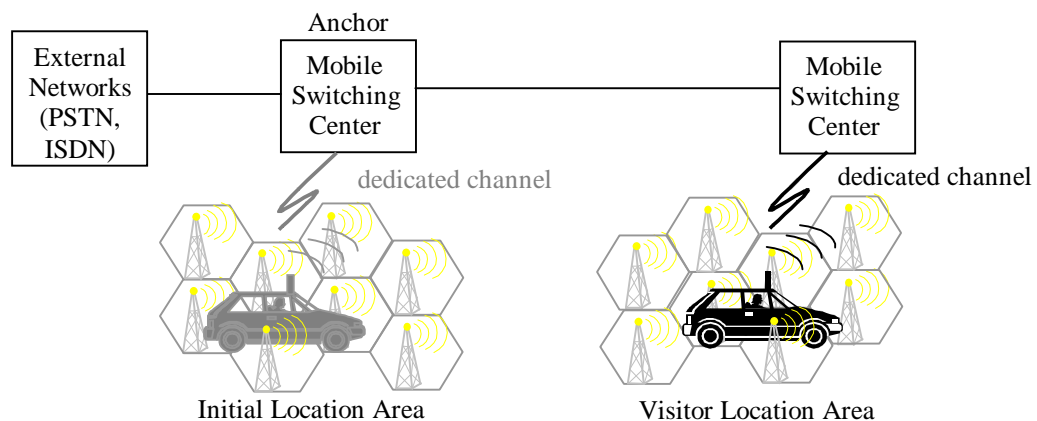 Anchor
External
Networks
(PSTN,
ISDN)
Mobile
Switching
Center
Mobile
Switching
Center
dedicated channel
dedicated channel
Initial Location Area
Visitor Location Area